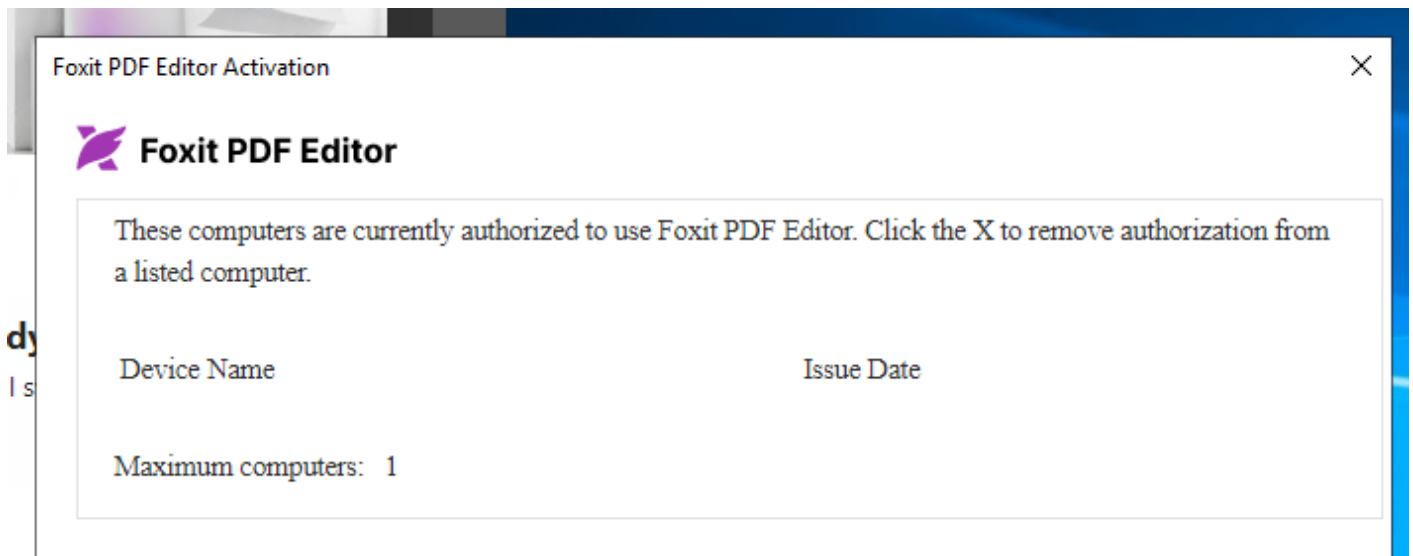 Foxit PDF Editor Activation
Foxit PDF Editor
These computers are currently authorized to use Foxit PDF Editor. Click the X to remove authorization from
a listed computer.
Device Name Issue Date
Maximum computers: 1